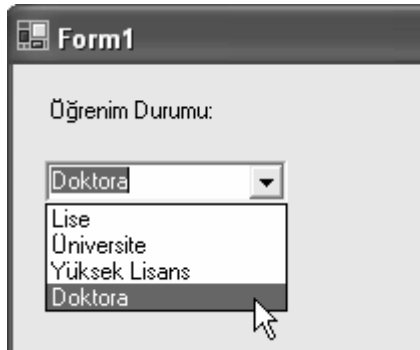 Form1
Öğrenim Durumu:
Doktora
Lise
Üniversite
Yüksek Lisans
Doktora